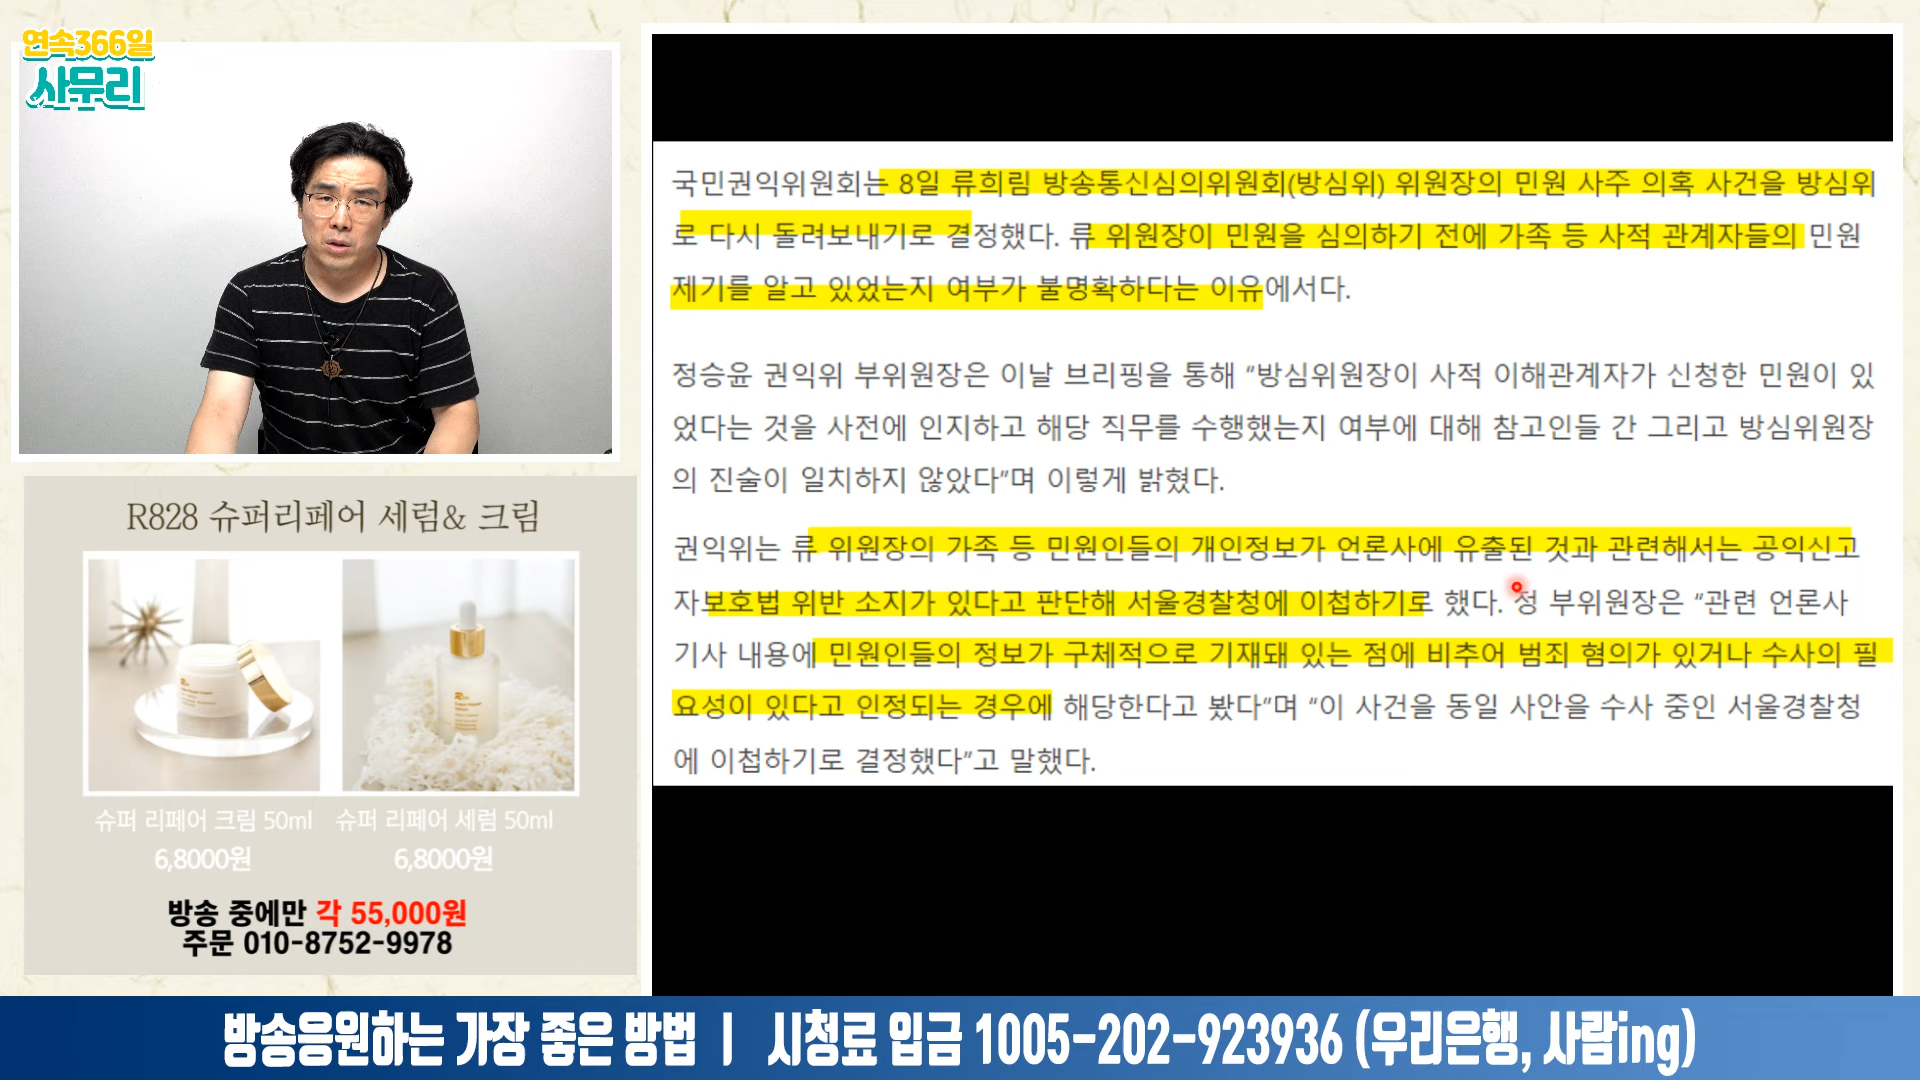 연속366일
사무리
국민권익위원회는 8일 류희림 방송통신심의위원회(방심위) 위원장의 민원 사주 의혹 사건을 방심위
로 다시 돌려보내기로 결정했다. 류 위원장이 민원을 심의하기 전에 가족 등 사적 관계자들의 민원
제기를 알고 있었는지 여부가 불명확하다는 이유에서다.
정승윤 권익위 부위원장은 이날 브리핑을 통해 “방심위원장이 사적 이해관계자가 신청한 민원이 있
었다는 것을 사전에 인지하고 해당 직무를 수행했는지 여부에 대해 참고인들 간 그리고 방심위원장
의 진술이 일치하지 않았다”며 이렇게 밝혔다.
권익위는 류 위원장의 가족 등 민원인들의 개인정보가 언론사에 유출된 것과 관련해서는 공익신고
자보호법 위반 소지가 있다고 판단해 서울경찰청에 이첩하기로 했다. 정 부위원장은 “관련 언론사
기사 내용에 민원인들의 정보가 구체적으로 기재돼 있는 점에 비추어 범죄 혐의가 있거나 수사의 필
요성이 있다고 인정되는 경우에 해당한다고 봤다”며 “이 사건을 동일 사안을 수사 중인 서울경찰청
에 이첩하기로 결정했다”고 말했다.
R828 슈퍼리페어 세럼& 크림
슈퍼 리페어 크림 50ml 슈퍼 리페어 세럼 50ml
6,8000원 6,8000원
방송 중에만 각 55,000원
주문 010-8752-9978
방송응원하는 가장 좋은 방법 ㅣ 시청료 입금 1005-202-923936 (우리은행, 사람ing)